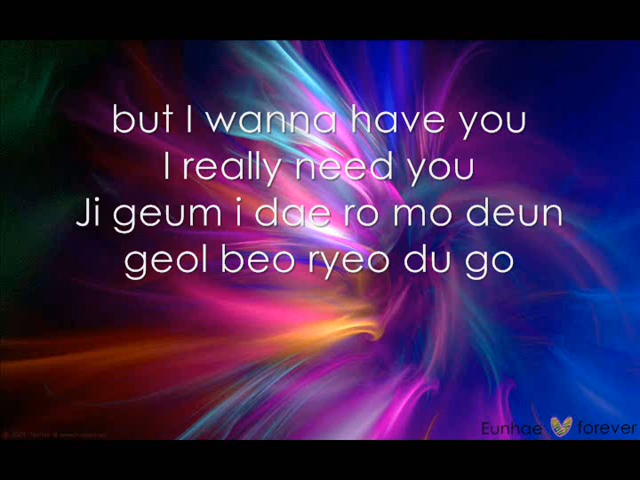 but I wanna have you
I really need you
Ji geum i dae ro mo deun
geol beo ryeo du go
Eunhae forever